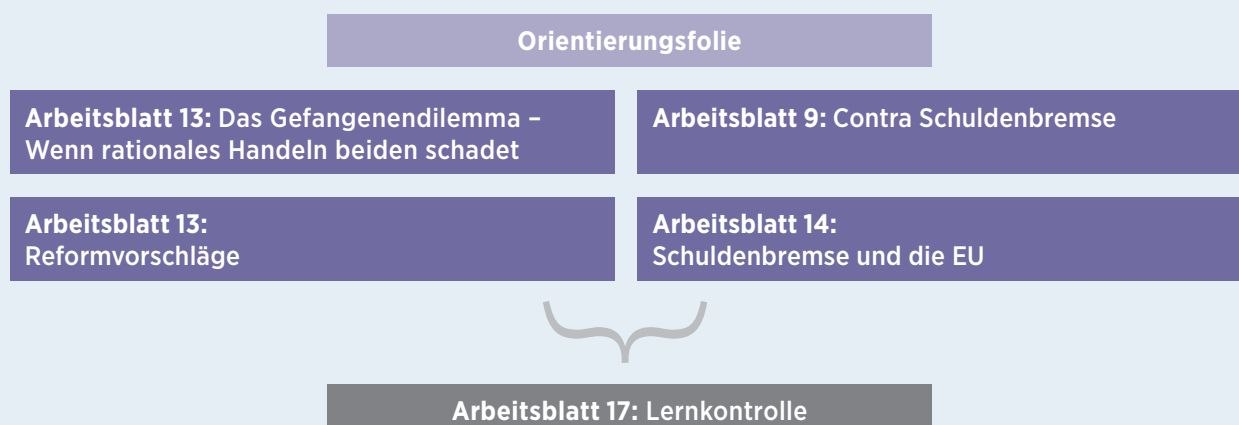 Orientierungsfolie
Arbeitsblatt 13: Das Gefangenendilemma –
Wenn rationales Handeln beiden schadet
Arbeitsblatt 9: Contra Schuldenbremse
Arbeitsblatt 13:
Reformvorschläge
Arbeitsblatt 14:
Schuldenbremse und die EU
Arbeitsblatt 17: Lernkontrolle